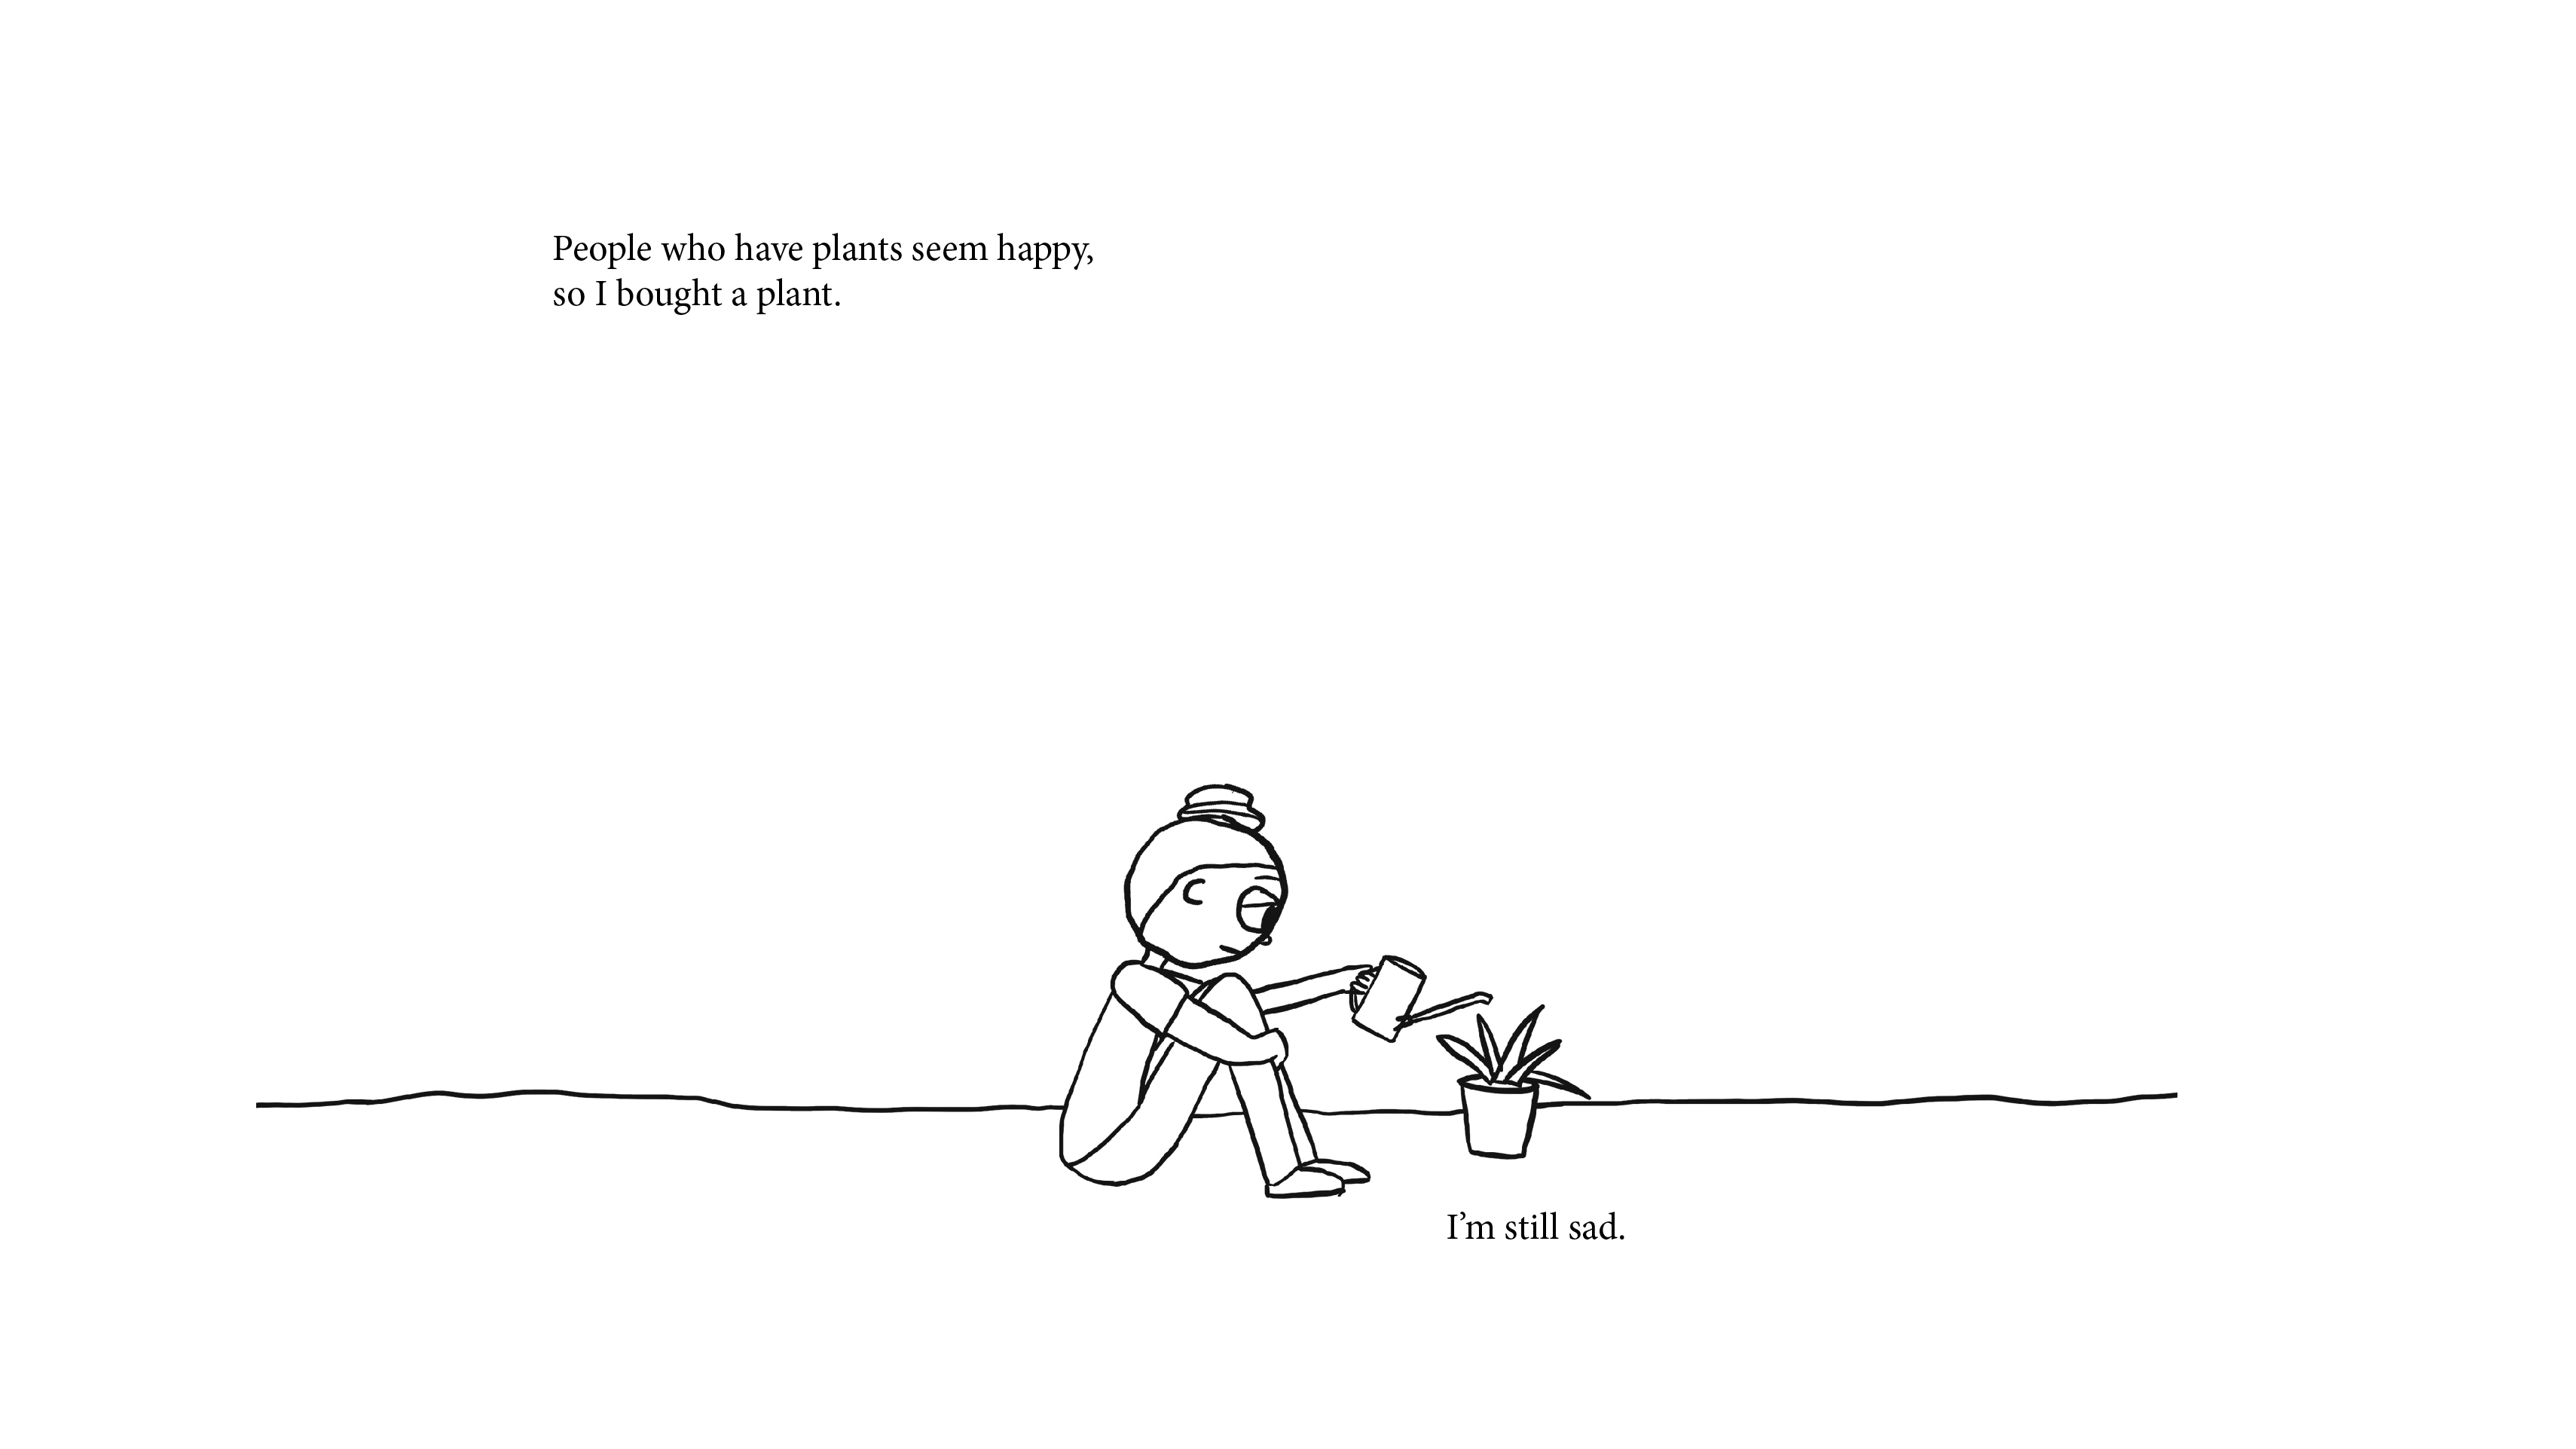 People who have plants seem happy,
so I bought a plant.
I’m still sad.